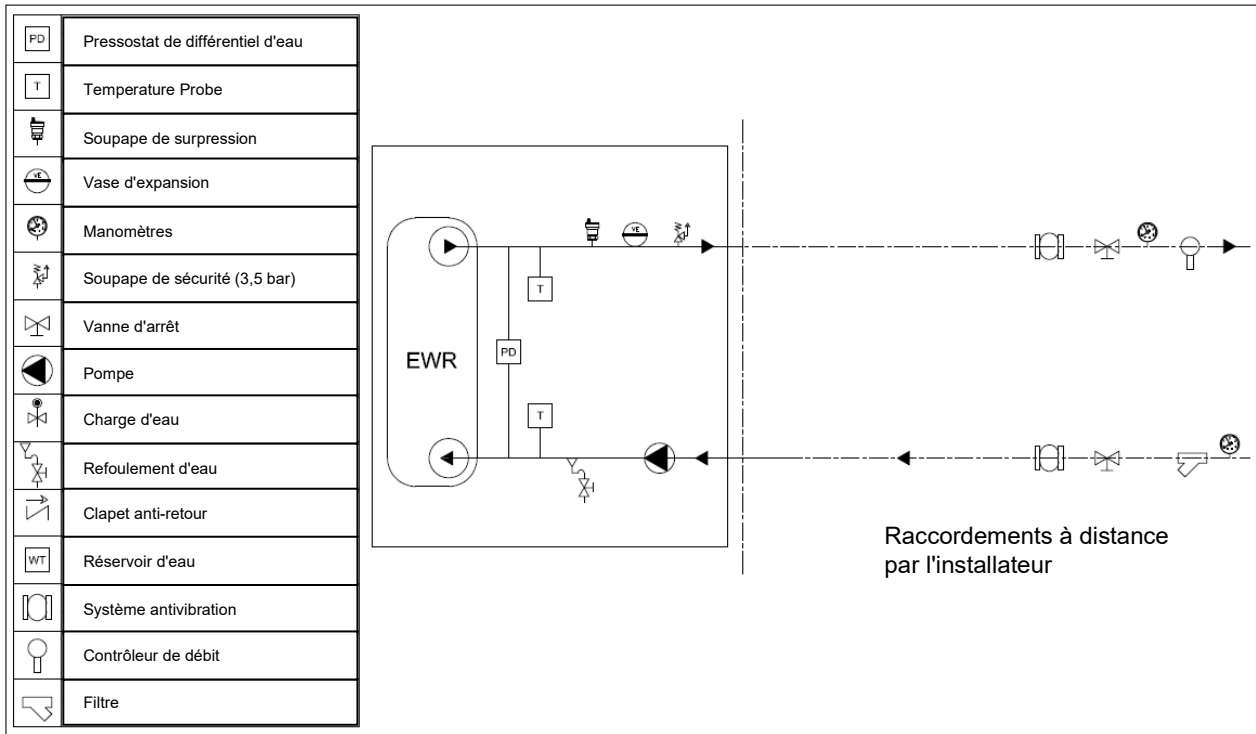 PD
Pressostat de différentiel d'eau
T
Temperature Probe
Soupape de surpression
VE
Vase d'expansion
Manomètres
Soupape de sécurité (3,5 bar)
Vanne d'arrêt
Pompe
Charge d'eau
Refoulement d'eau
Clapet anti-retour
WT
Réservoir d'eau
Système antivibration
Contrôleur de débit
Filtre
VE
T
EWR
PD
T
Raccordements à distance
par l'installateur